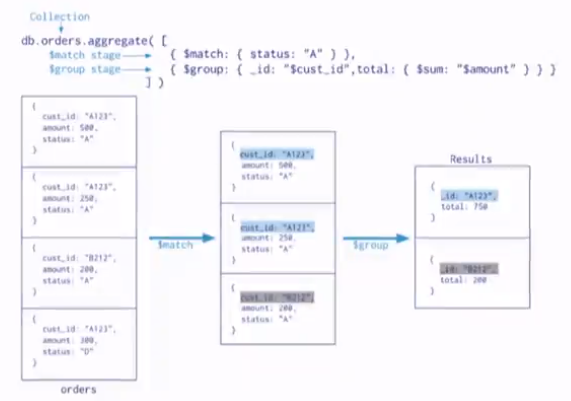 Collection
db.orders.aggregate( [
$match stage { $match: { status: "A" } },
$group stage { $group: { _id: "$cust_id",total: { $sum: "$amount" } } }
] )
{
cust_id: "A123",
amount: 500,
status: "A"
}
{
cust_id: "A123",
amount: 250,
status: "A"
}
{
cust_id: "B212",
amount: 200,
status: "A"
}
{
cust_id: "A123",
amount: 300,
status: "D"
}
orders
$match
{
cust_id: "A123",
amount: 500,
status: "A"
}
{
cust_id: "A123",
amount: 250,
status: "A"
}
{
cust_id: "B212",
amount: 200,
status: "A"
}
$group
Results
{
_id: "A123",
total: 750
}
{
_id: "B212",
total: 200
}